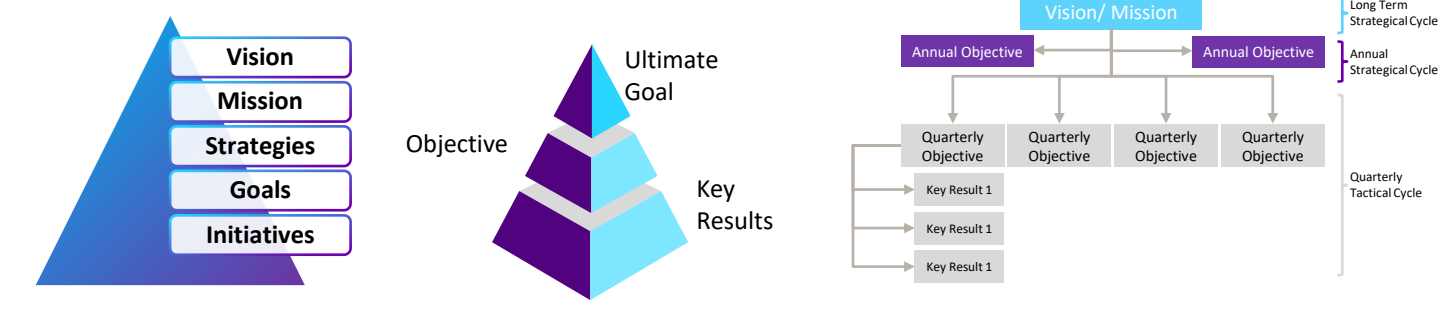 Vision
Mission
Strategies
Goals
Initiatives
Ultimate
Goal
Objective
Key
Results
Vision/ Mission
Annual Objective
Annual Objective
Quarterly
Objective
Quarterly
Objective
Quarterly
Objective
Quarterly
Objective
Key Result 1
Key Result 1
Key Result 1
Long Term
Strategical Cycle
Annual
Strategical Cycle
Quarterly
Tactical Cycle